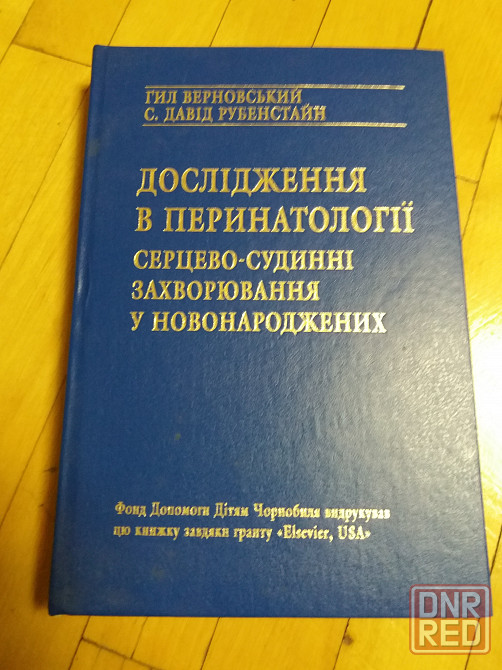 ГИЛ ВЕРНОВСЬКИЙ
С. ДАВІД РУБЕНСТАЙН
ДОСЛІДЖЕННЯ
В ПЕРИНАТОЛОГІЇ
СЕРЦЕВО-СУДИННІ
ЗАХВОРЮВАННЯ
У НОВОНАРОДЖЕНИХ
Фонд Допомоги Дітям Чорнобиля видрукував
цю книжку завдяки гранту «Elsevier, USA»
DNR
RED